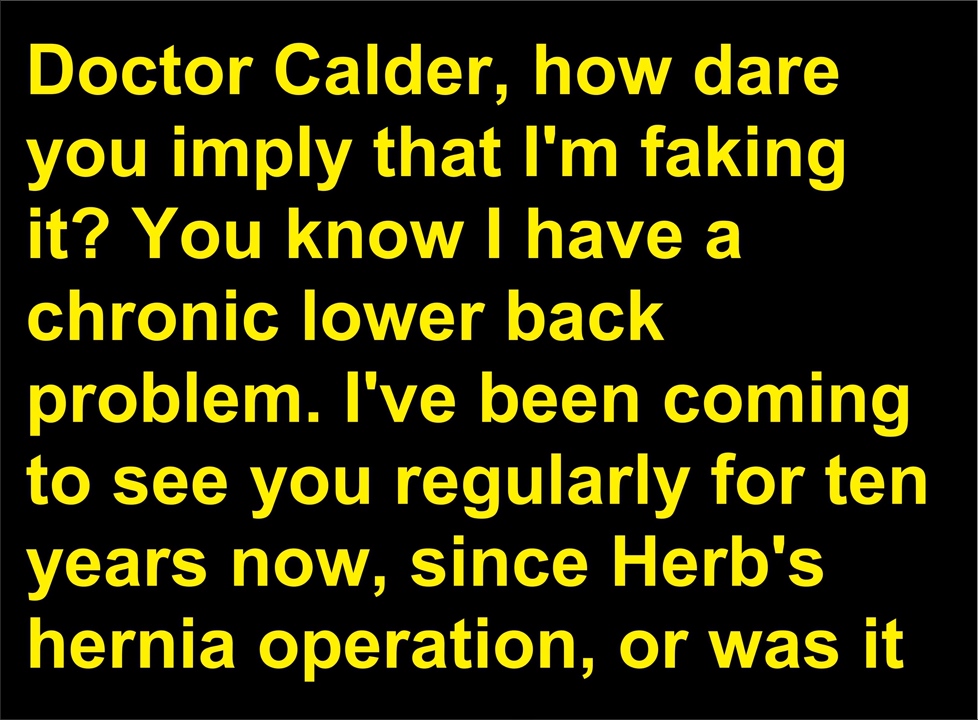 Doctor Calder, how dare
you imply that I'm faking
it? You know I have a
chronic lower back
problem. I've been coming
to see you regularly for ten
years now, since Herb's
hernia operation, or was it